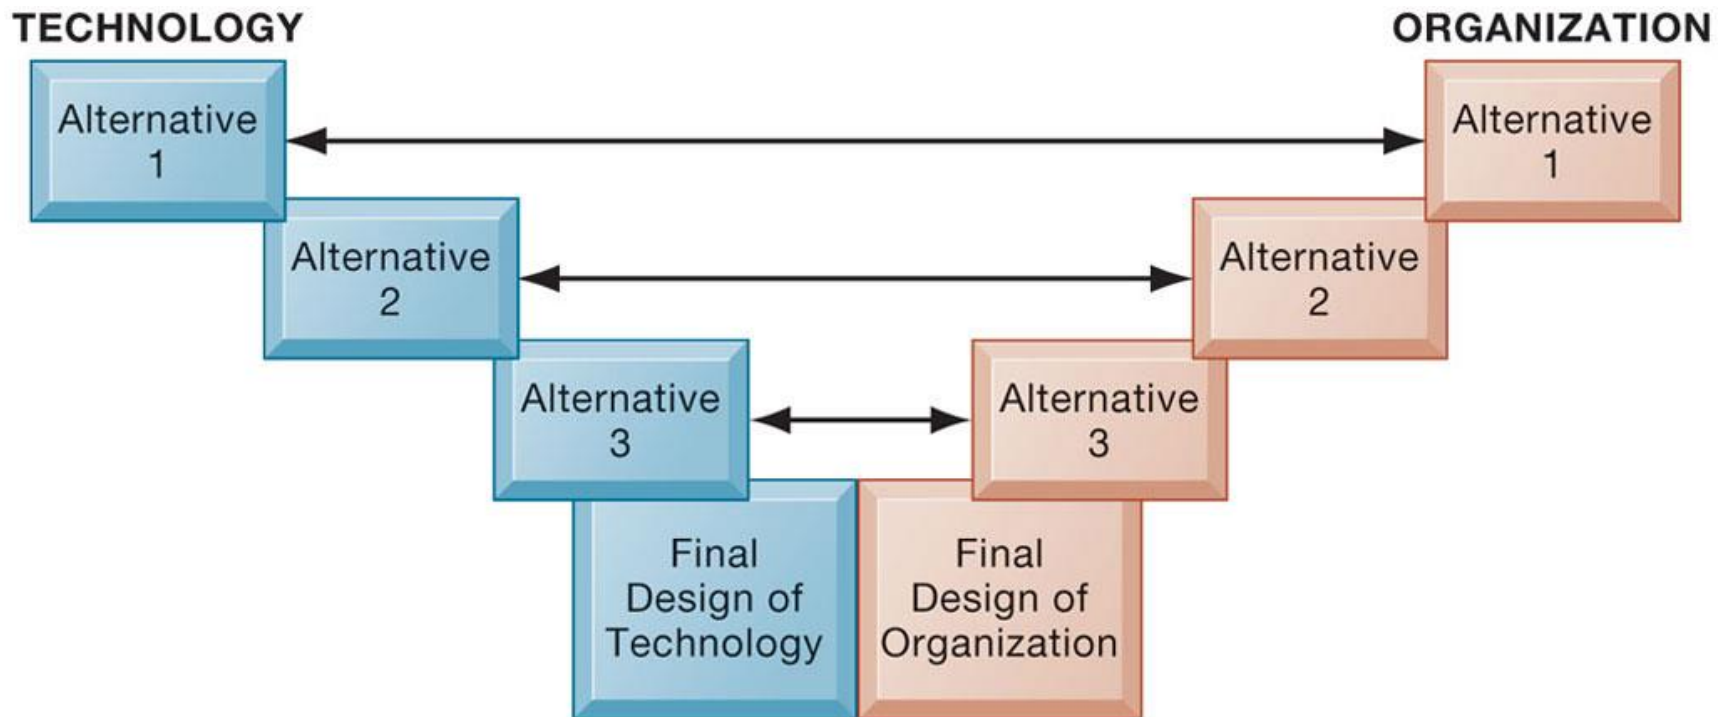 TECHNOLOGY
ORGANIZATION
Alternative
1
Alternative
1
Alternative
2
Alternative
2
Alternative
3
Alternative
3
Final
Design of
Technology
Final
Design of
Organization